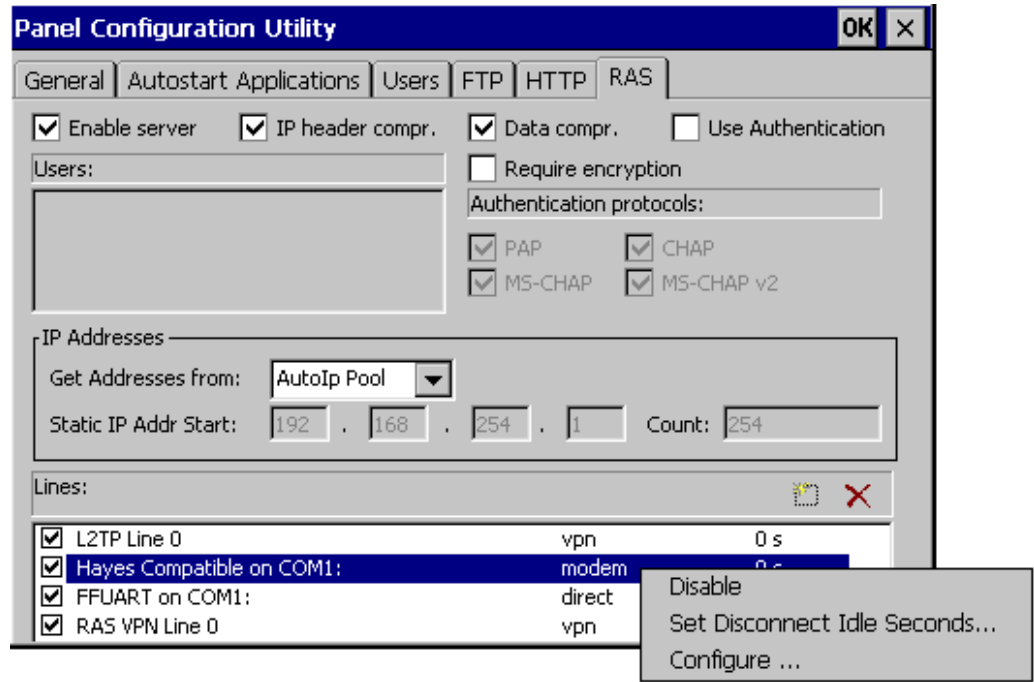 Panel Configuration Utility OK
General Autostart Applications Users FTP HTTP RAS
Enable server IP header compr. Data compr. Use Authentication
Users: Require encryption
Authentication protocols:
PAP CHAP
MS-CHAP MS-CHAP v2
IP Addresses
Get Addresses from: AutoIp Pool
Static IP Addr Start: 192 . 168 . 254 . 1 Count: 254
Lines:
L2TP Line 0 vpn 0 s
Hayes Compatible on COM1: modem 0 s
FFUART on COM1: direct
RAS VPN Line 0 vpn
Disable
Set Disconnect Idle Seconds...
Configure ...